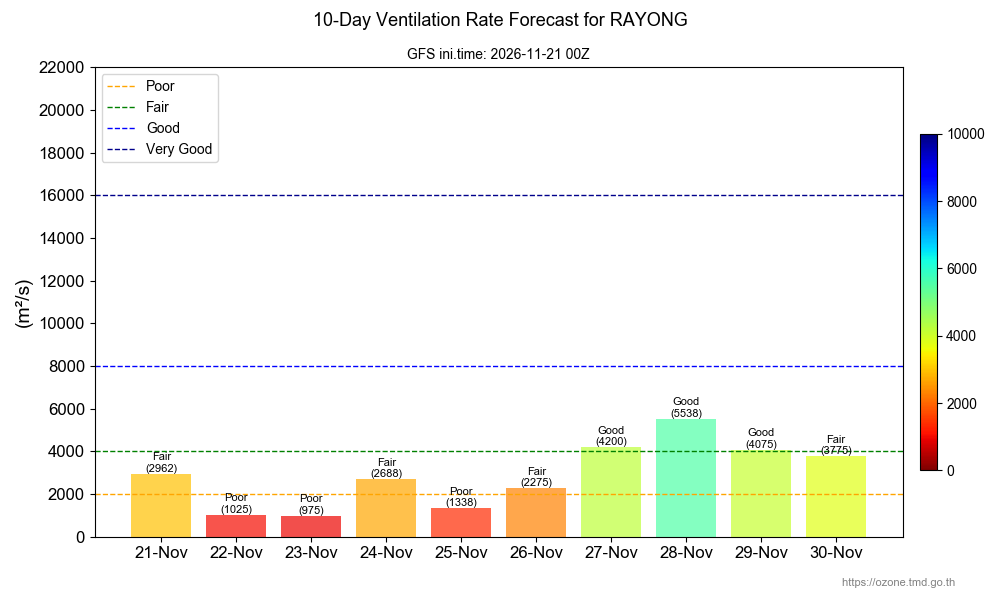 10-Day Ventilation Rate Forecast for RAYONG
GFS ini.time: 2026-11-21 00Z
22000
20000
18000
16000
14000
12000
10000
8000
6000
4000
2000
0
(m²/s)
Poor
Fair
Good
Very Good
Fair
(2962)
Poor
(1025)
Poor
(975)
Fair
(2688)
Poor
(1338)
Fair
(2275)
Good
(4200)
Good
(5538)
Good
(4075)
Fair
(3775)
21-Nov 22-Nov 23-Nov 24-Nov 25-Nov 26-Nov 27-Nov 28-Nov 29-Nov 30-Nov
10000
8000
6000
4000
2000
0
https://ozone.tmd.go.th